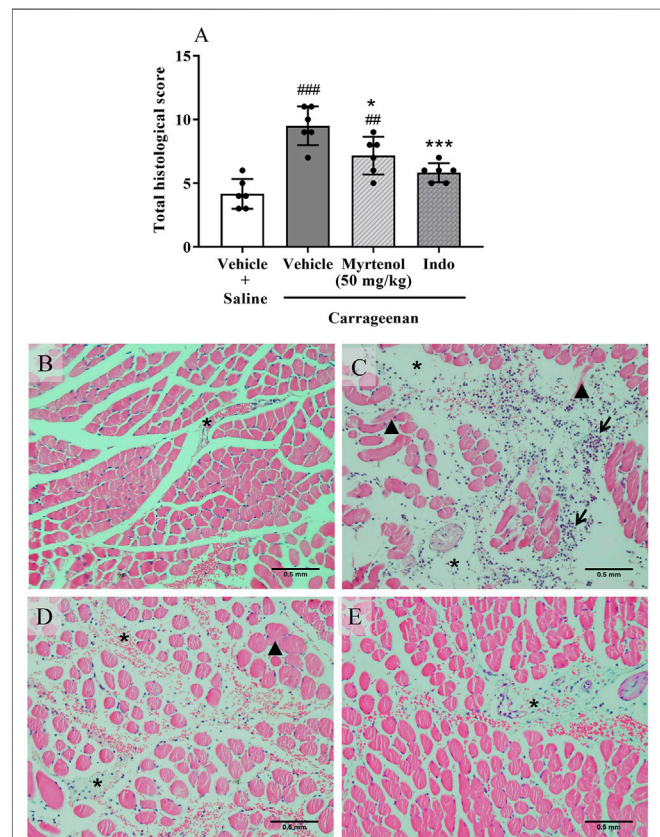 A
Total histological score
15
10
5
0
###
*
##
***
Vehicle
+
Saline
Vehicle
Myrtenol
(50 mg/kg)
Indo
Carrageenan
B
*
0.5 mm
C
*
*
0.5 mm
D
*
*
0.5 mm
E
*
0.5 mm